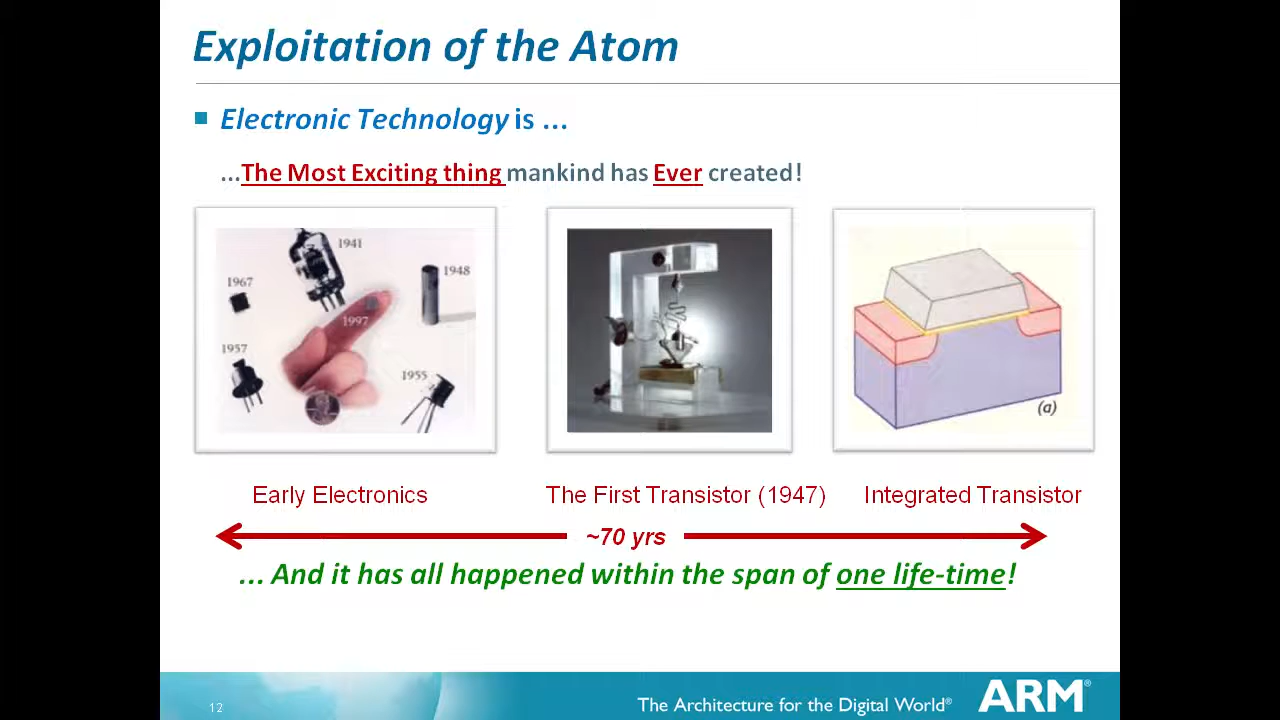 Exploitation of the Atom
Electronic Technology is ...
...The Most Exciting thing mankind has Ever created!
1941
1967
1948
1997
1957
1955
(a)
Early Electronics
The First Transistor (1947)
Integrated Transistor
~70 yrs
... And it has all happened within the span of one life-time!
12
The Architecture for the Digital World®
ARM®